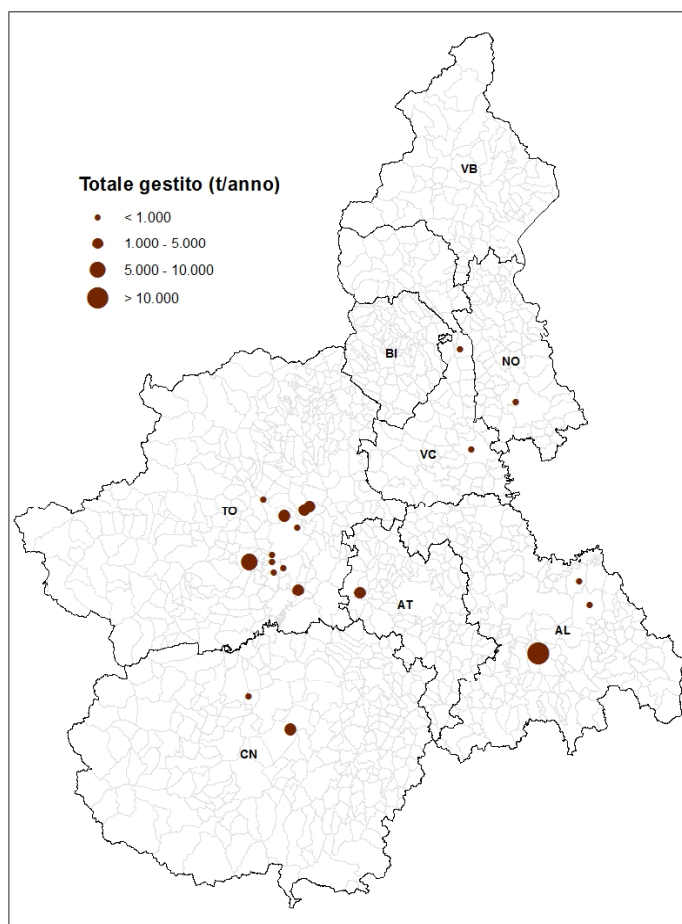 VB
Totale gestito (t/anno)
< 1.000
1.000 - 5.000
5.000 - 10.000
> 10.000
BI
NO
VC
TO
AT
AL
CN